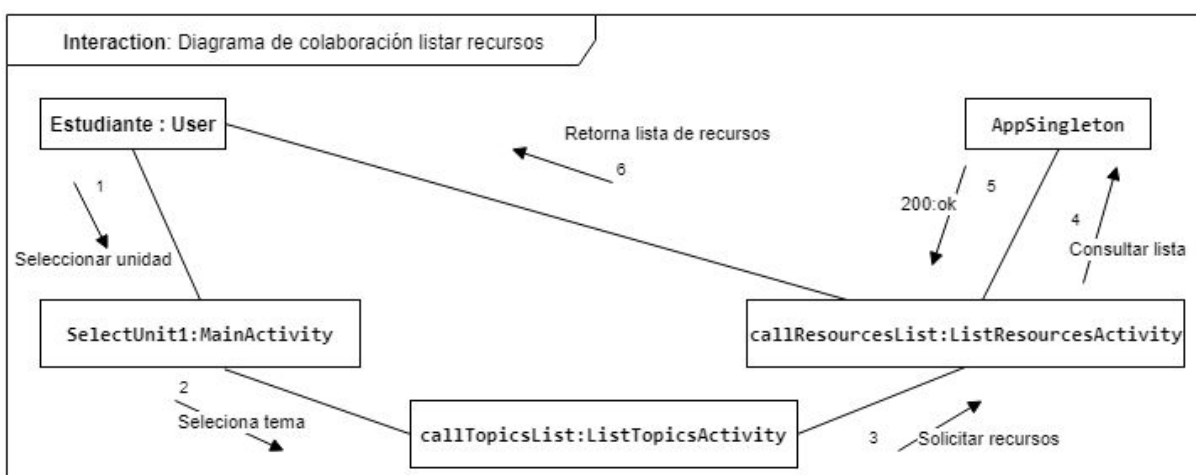 Interaction: Diagrama de colaboración listar recursos
Estudiante : User
Retorna lista de recursos
6
AppSingleton
1
Seleccionar unidad
200:ok
5
4
Consultar lista
SelectUnit1:MainActivity
callResourcesList:ListResourcesActivity
2
Seleciona tema
callTopicsList:ListTopicsActivity
3
Solicitar recursos